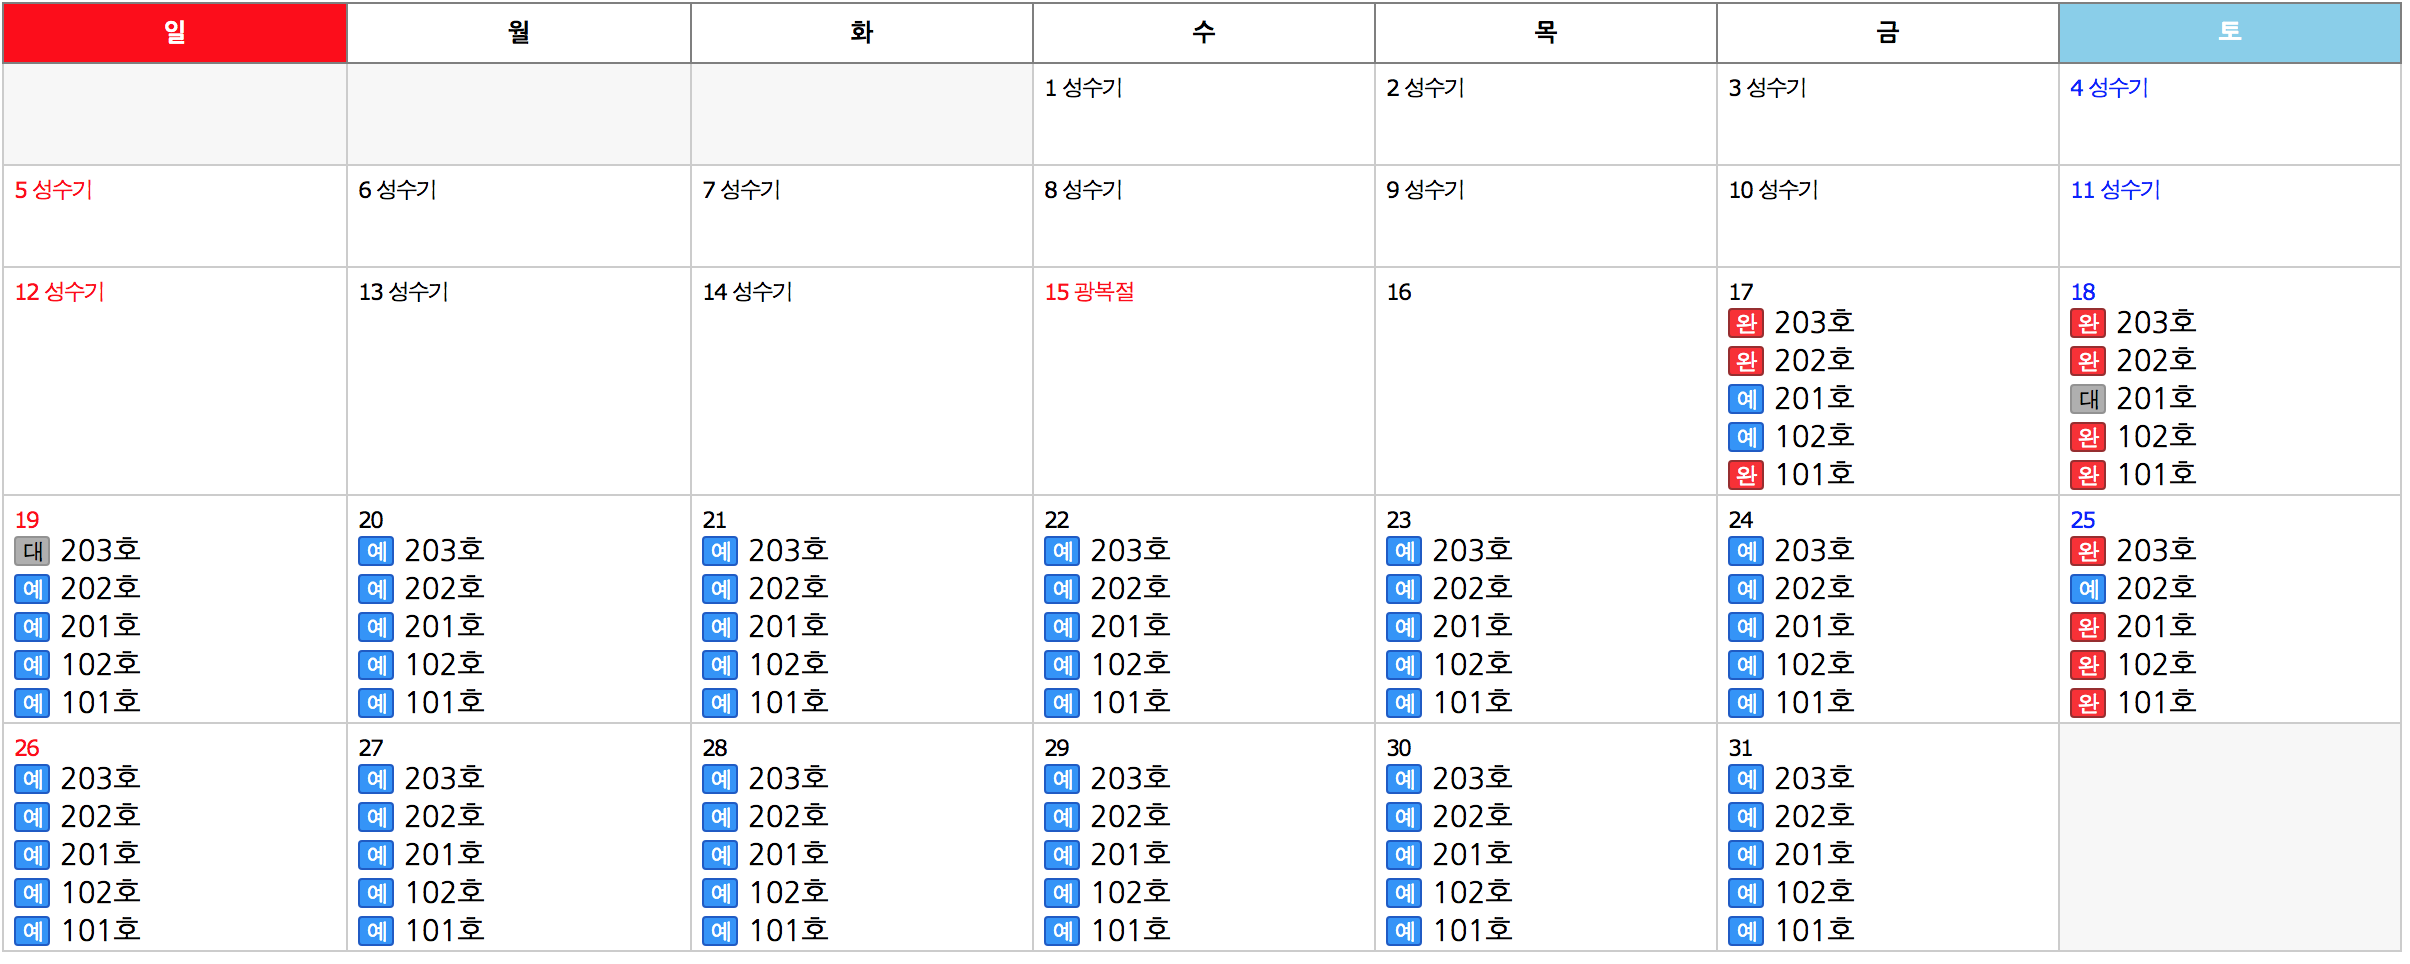 일 월 화 수 목 금 토
1 성수기 2 성수기 3 성수기 4 성수기
5 성수기 6 성수기 7 성수기 8 성수기 9 성수기 10 성수기 11 성수기
12 성수기 13 성수기 14 성수기 15 광복절 16 17 18
완 203호 완 203호
완 202호 완 202호
예 201호 대 201호
예 102호 완 102호
완 101호 완 101호
19 20 21 22 23 24 25
대 203호 예 203호 예 203호 예 203호 예 203호 예 203호 완 203호
예 202호 예 202호 예 202호 예 202호 예 202호 예 202호 예 202호
예 201호 예 201호 예 201호 예 201호 예 201호 예 201호 완 201호
예 102호 예 102호 예 102호 예 102호 예 102호 예 102호 완 102호
예 101호 예 101호 예 101호 예 101호 예 101호 예 101호 완 101호
26 27 28 29 30 31
예 203호 예 203호 예 203호 예 203호 예 203호 예 203호
예 202호 예 202호 예 202호 예 202호 예 202호 예 202호
예 201호 예 201호 예 201호 예 201호 예 201호 예 201호
예 102호 예 102호 예 102호 예 102호 예 102호 예 102호
예 101호 예 101호 예 101호 예 101호 예 101호 예 101호